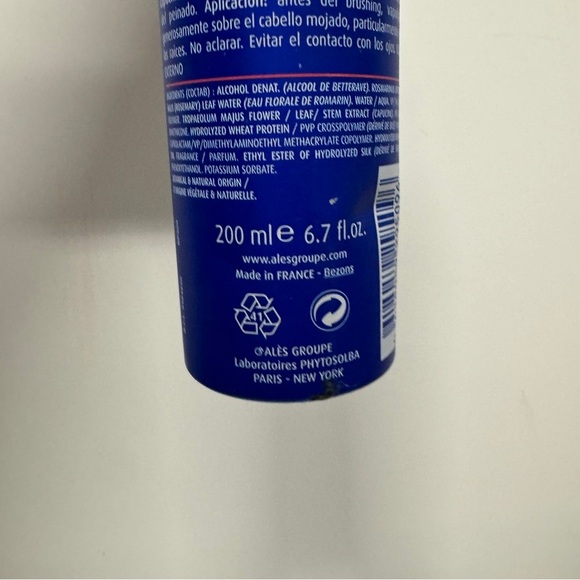 del peinado. Aplicación: antes del brushing,
generosamente sobre el cabello mojado, particularmente
las raíces. No aclarar. Evitar el contacto con los ojos.
INGREDIENTS (COCTAB) : ALCOHOL DENAT. (ALCOOL DE BETTERAVE).
(ROSEMARY) LEAF WATER (EAU FLORALE DE ROMARIN). WATER / AQUA.
TROPAEOLUM MAJUS FLOWER / LEAF/ STEM EXTRACT
HYDROLYZED WHEAT PROTEIN / PVP CROSSPOLYMER
METHACRYLATE COPOLYMER.
FRAGRANCE / PARFUM. ETHYL ESTER OF HYDROLYZED SILK
POTASSIUM SORBATE.
& NATURAL ORIGIN /
VÉGÉTALE & NATURELLE.
200 ml e 6.7 fl.oz.
www.alesgroupe.com
Made in FRANCE - Bezons
41
ALÈS GROUPE
Laboratoires PHYTOSOLBA
PARIS - NEW YORK